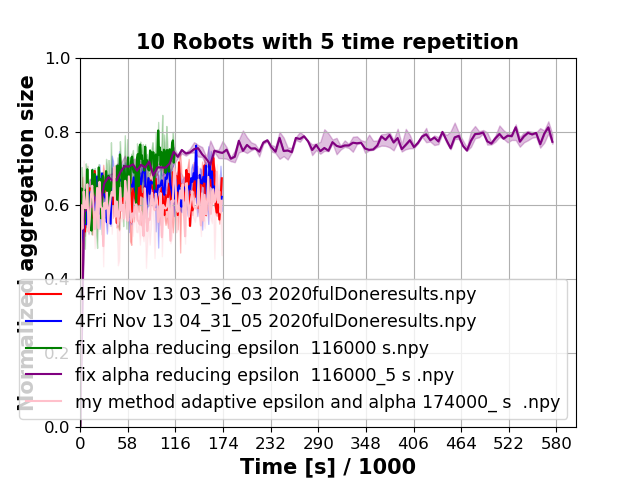 10 Robots with 5 time repetition
Normalized aggregation size
1.0
0.8
0.6
0.4
0.2
0.0
4Fri Nov 13 03_36_03 2020fulDoneresults.npy
4Fri Nov 13 04_31_05 2020fulDoneresults.npy
fix alpha reducing epsilon  116000 s.npy
fix alpha reducing epsilon  116000_5 s .npy
my method adaptive epsilon and alpha 174000_ s  .npy
0 58 116 174 232 290 348 406 464 522 580
Time [s] / 1000